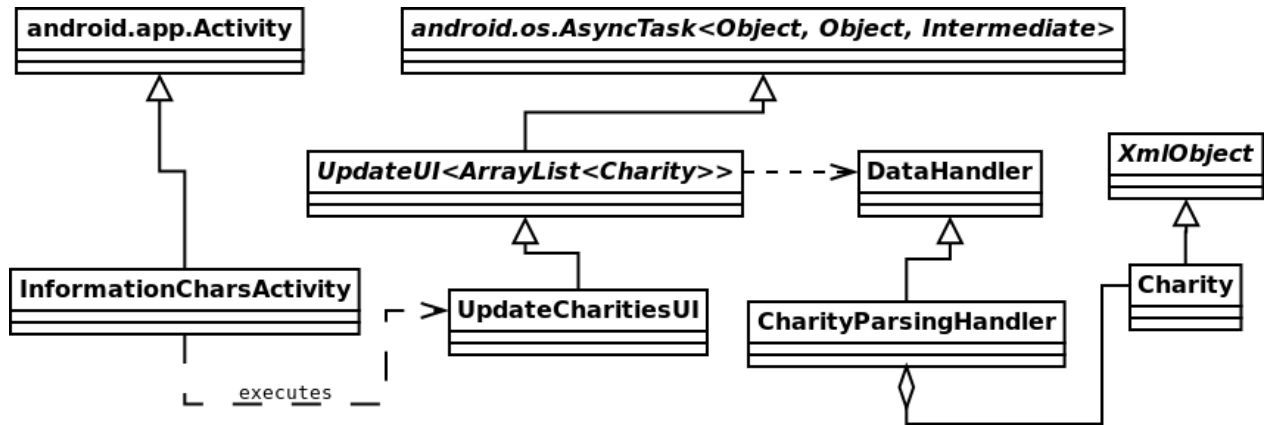 android.app.Activity
android.os.AsyncTask<Object, Object, Intermediate>
UpdateUI<ArrayList<Charity>>
DataHandler
XmlObject
InformationCharsActivity
UpdateCharitiesUI
CharityParsingHandler
Charity
executes